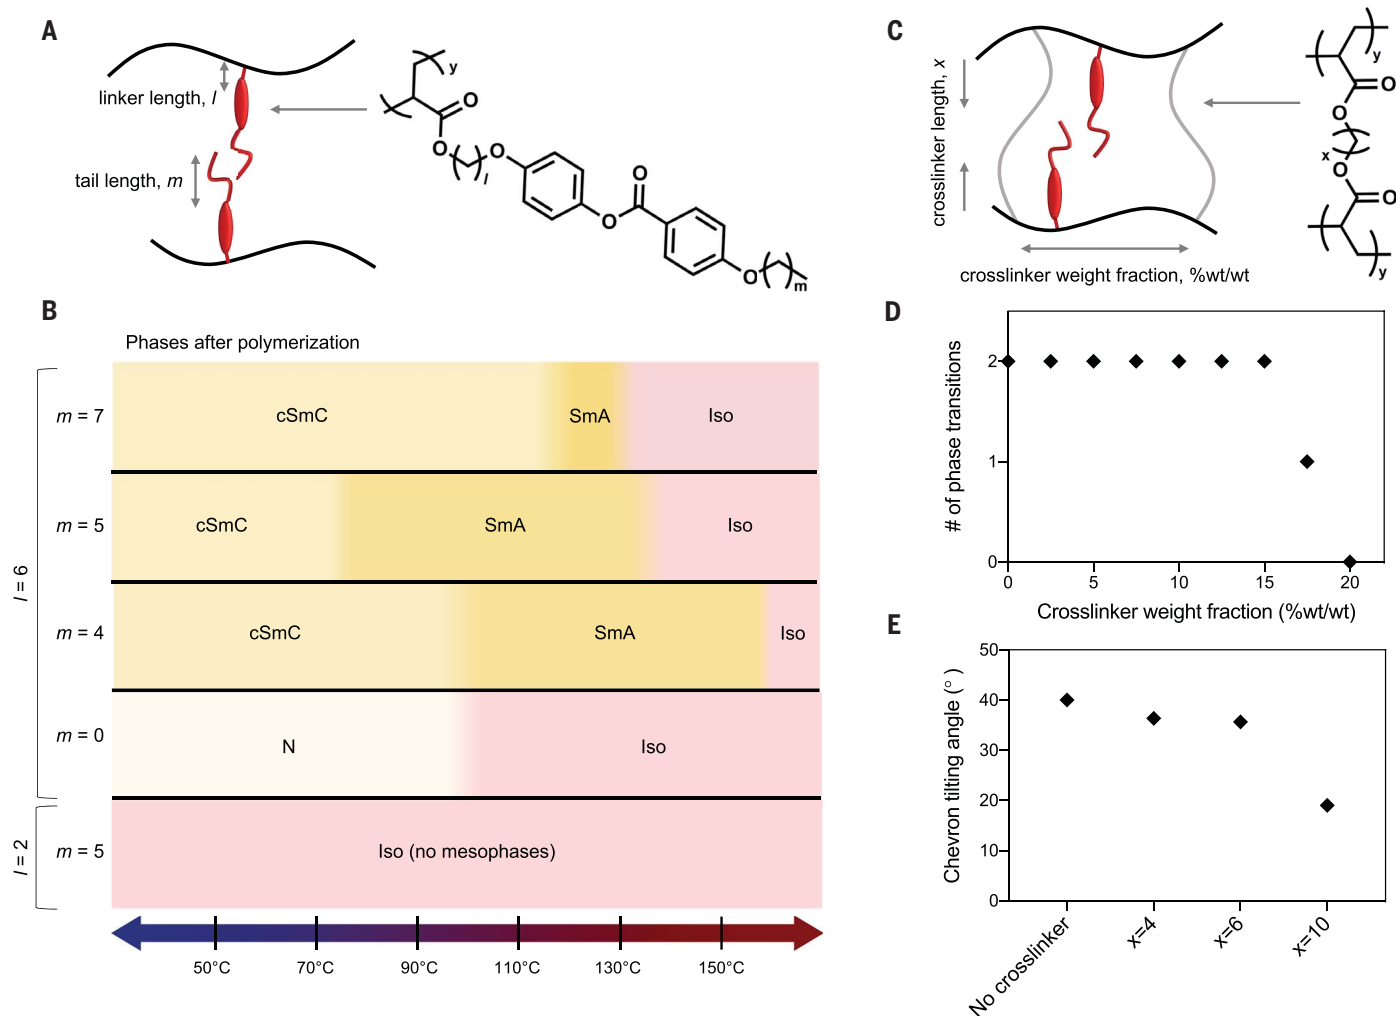 A
linker length, l
tail length, m
y
O
O
l
O
O
O
O
m
B
Phases after polymerization
l = 6
m = 7
cSmC
SmA
Iso
m = 5
cSmC
SmA
Iso
m = 4
cSmC
SmA
Iso
m = 0
N
Iso
l = 2
m = 5
Iso (no mesophases)
50°C 70°C 90°C 110°C 130°C 150°C
C
crosslinker length, x
crosslinker weight fraction, %wt/wt
y
O
O
x
O
O
y
D
# of phase transitions
2
1
0
0 5 10 15 20
Crosslinker weight fraction (%wt/wt)
E
Chevron tilting angle (°)
50
40
30
20
10
0
No crosslinker
x=4
x=6
x=10